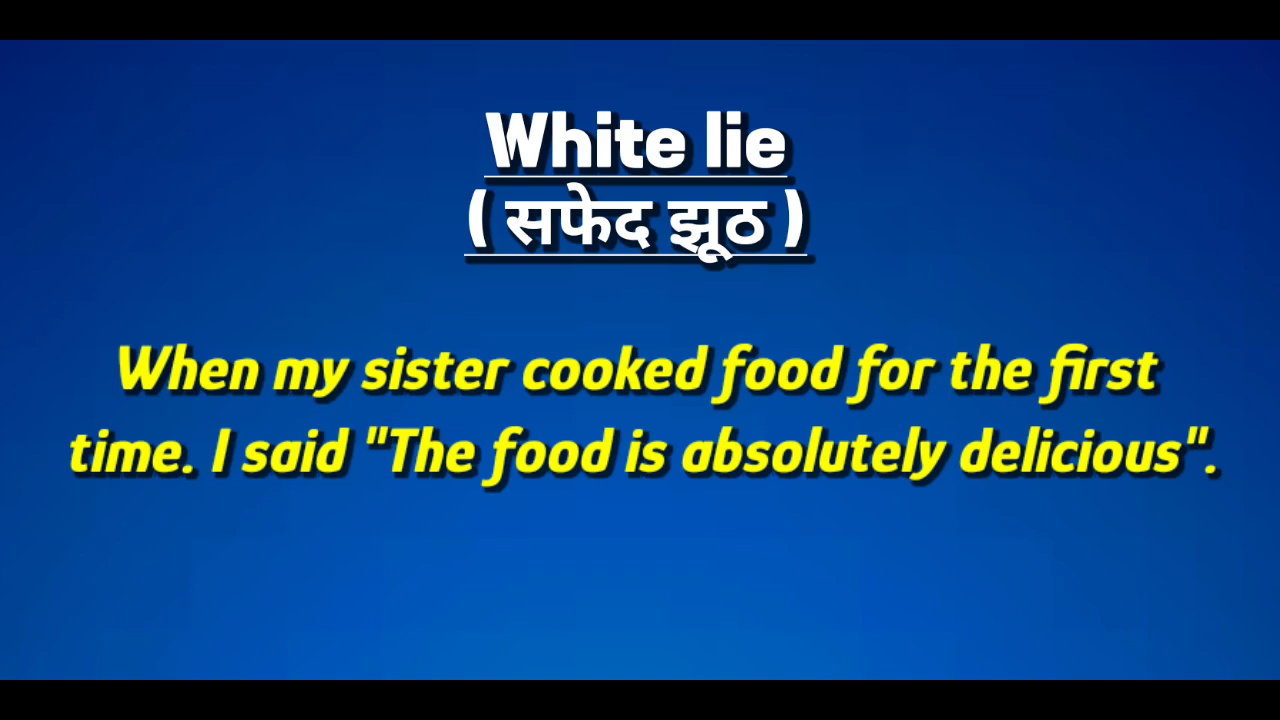 White lie
( सफेद झूठ )
When my sister cooked food for the first
time. I said "The food is absolutely delicious".